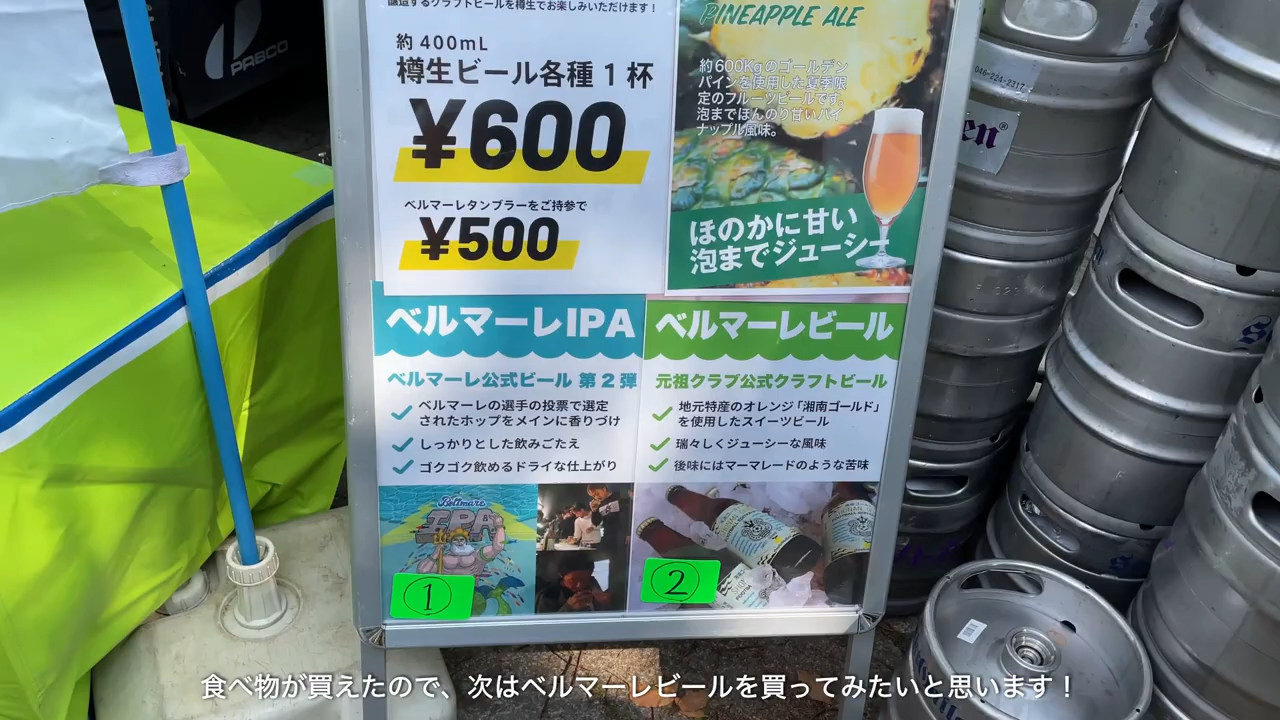 醸造するクラフトビールを樽生でお楽しみいただけます！
約 400mL
樽生ビール各種 1 杯
¥600
ベルマーレタンブラーをご持参で
¥500
PINEAPPLE ALE
約600Kgのゴールデン
パインを使用した夏季限
定のフルーツビールです。
泡までほんのり甘いパイ
ナップル風味。
ほのかに甘い
泡までジューシー
ベルマーレIPA
ベルマーレ公式ビール 第2弾
ベルマーレの選手の投票で選定
されたホップをメインに香りづけ
しっかりとした飲みごたえ
ゴクゴク飲めるドライな仕上がり
Bellmare
IPA
①
ベルマーレビール
元祖クラブ公式クラフトビール
地元特産のオレンジ「湘南ゴールド」
を使用したスイーツビール
瑞々しくジューシーな風味
後味にはマーマレードのような苦味
②
PABCO
046-224-2317
食べ物が買えたので、次はベルマーレビールを買ってみたいと思います！